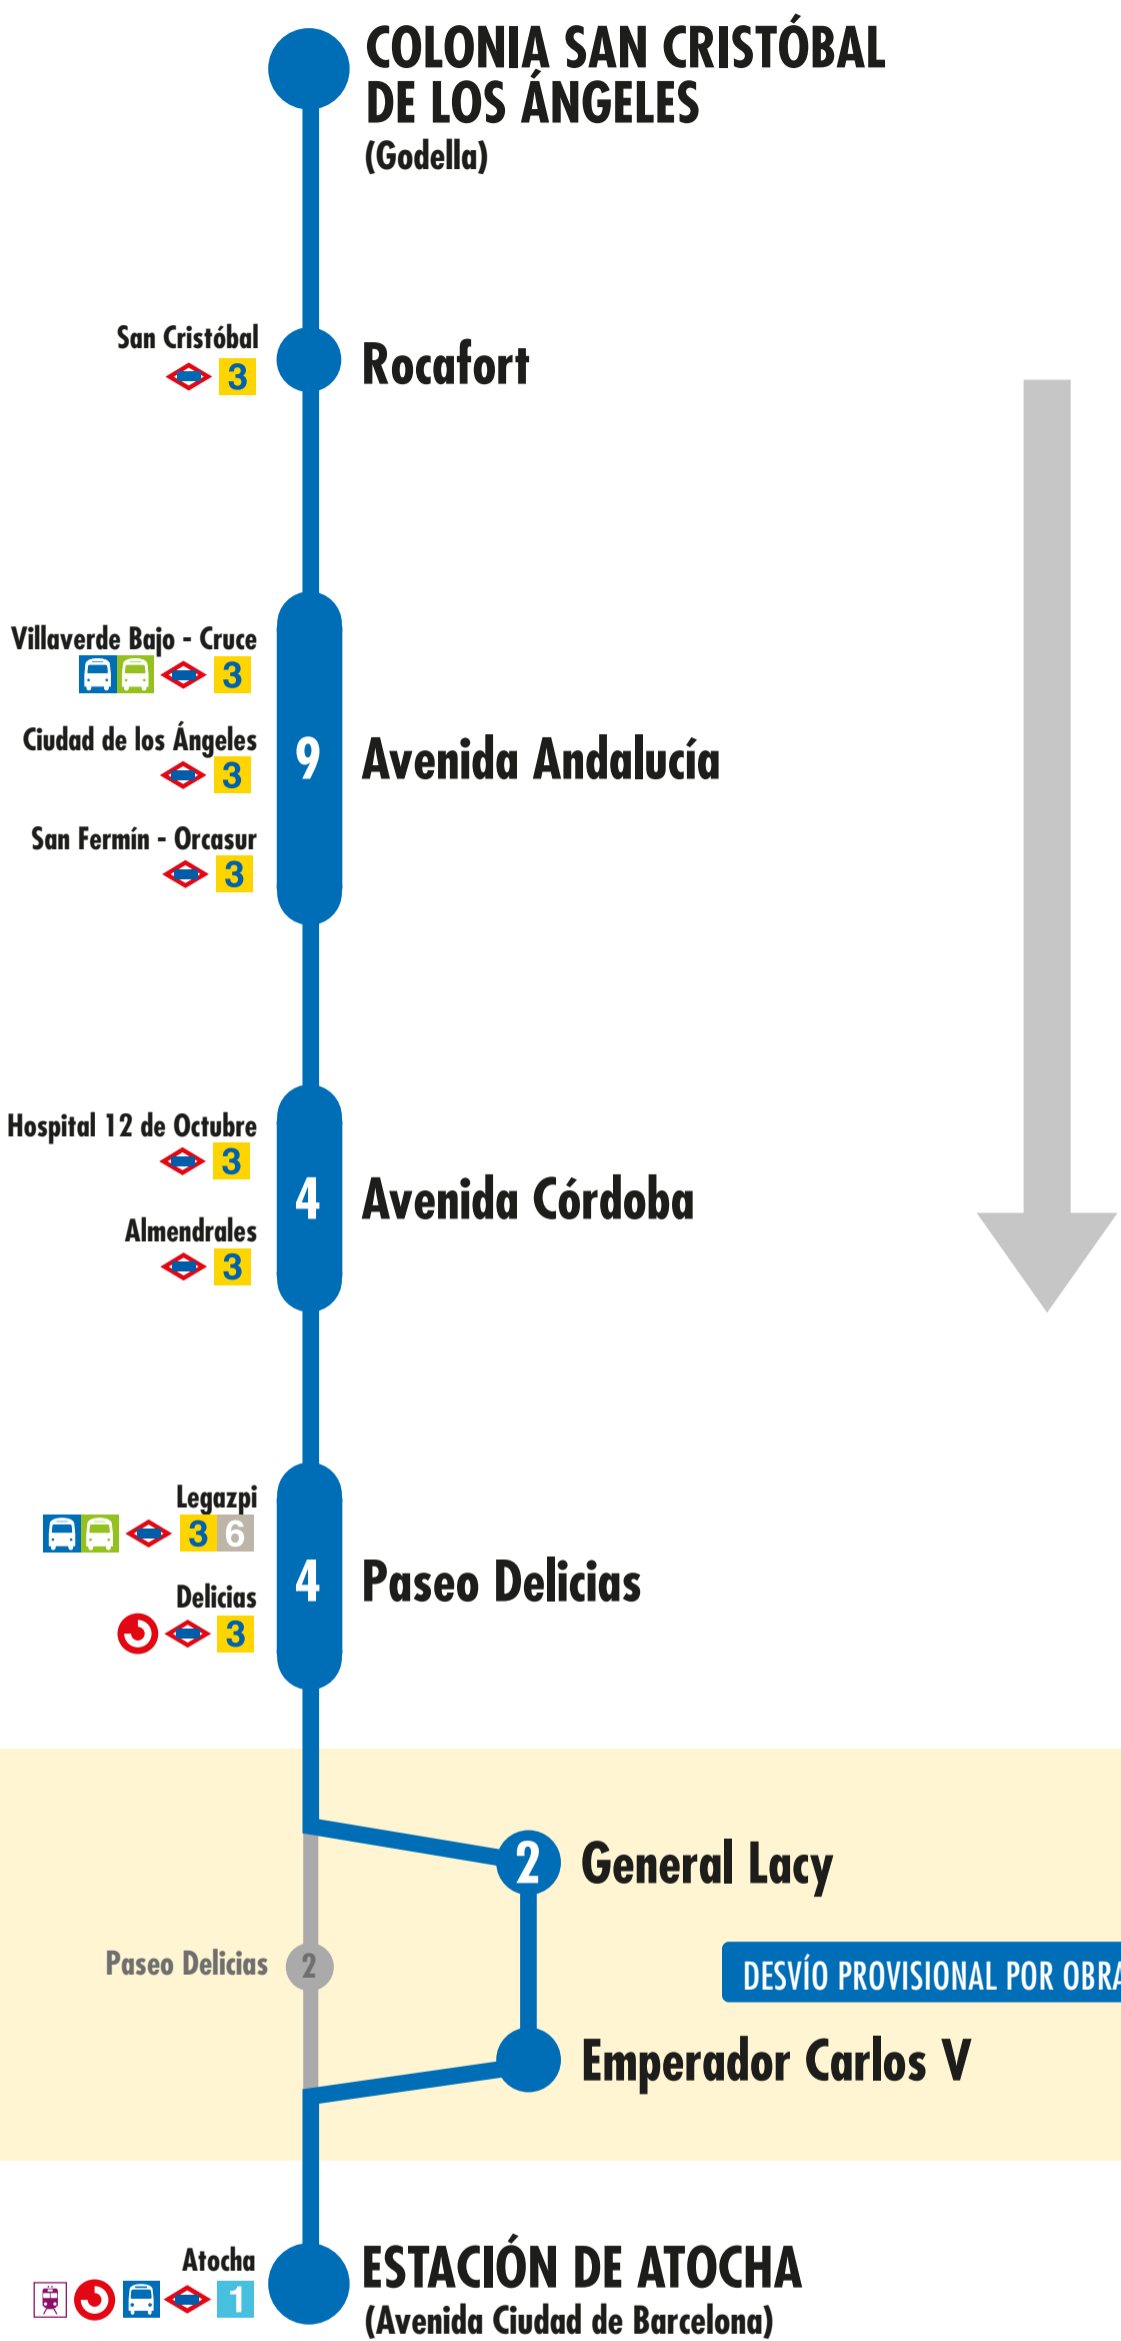 COLONIA SAN CRISTÓBAL
DE LOS ÁNGELES
(Godella)
San Cristóbal
3
Rocafort
Villaverde Bajo - Cruce
3
Ciudad de los Ángeles
3
San Fermín - Orcasur
3
9
Avenida Andalucía
Hospital 12 de Octubre
3
Almendrales
3
4
Avenida Córdoba
Legazpi
3 6
Delicias
3
4
Paseo Delicias
2
General Lacy
Paseo Delicias
2
DESVÍO PROVISIONAL POR OBRA
Emperador Carlos V
Atocha
1
ESTACIÓN DE ATOCHA
(Avenida Ciudad de Barcelona)